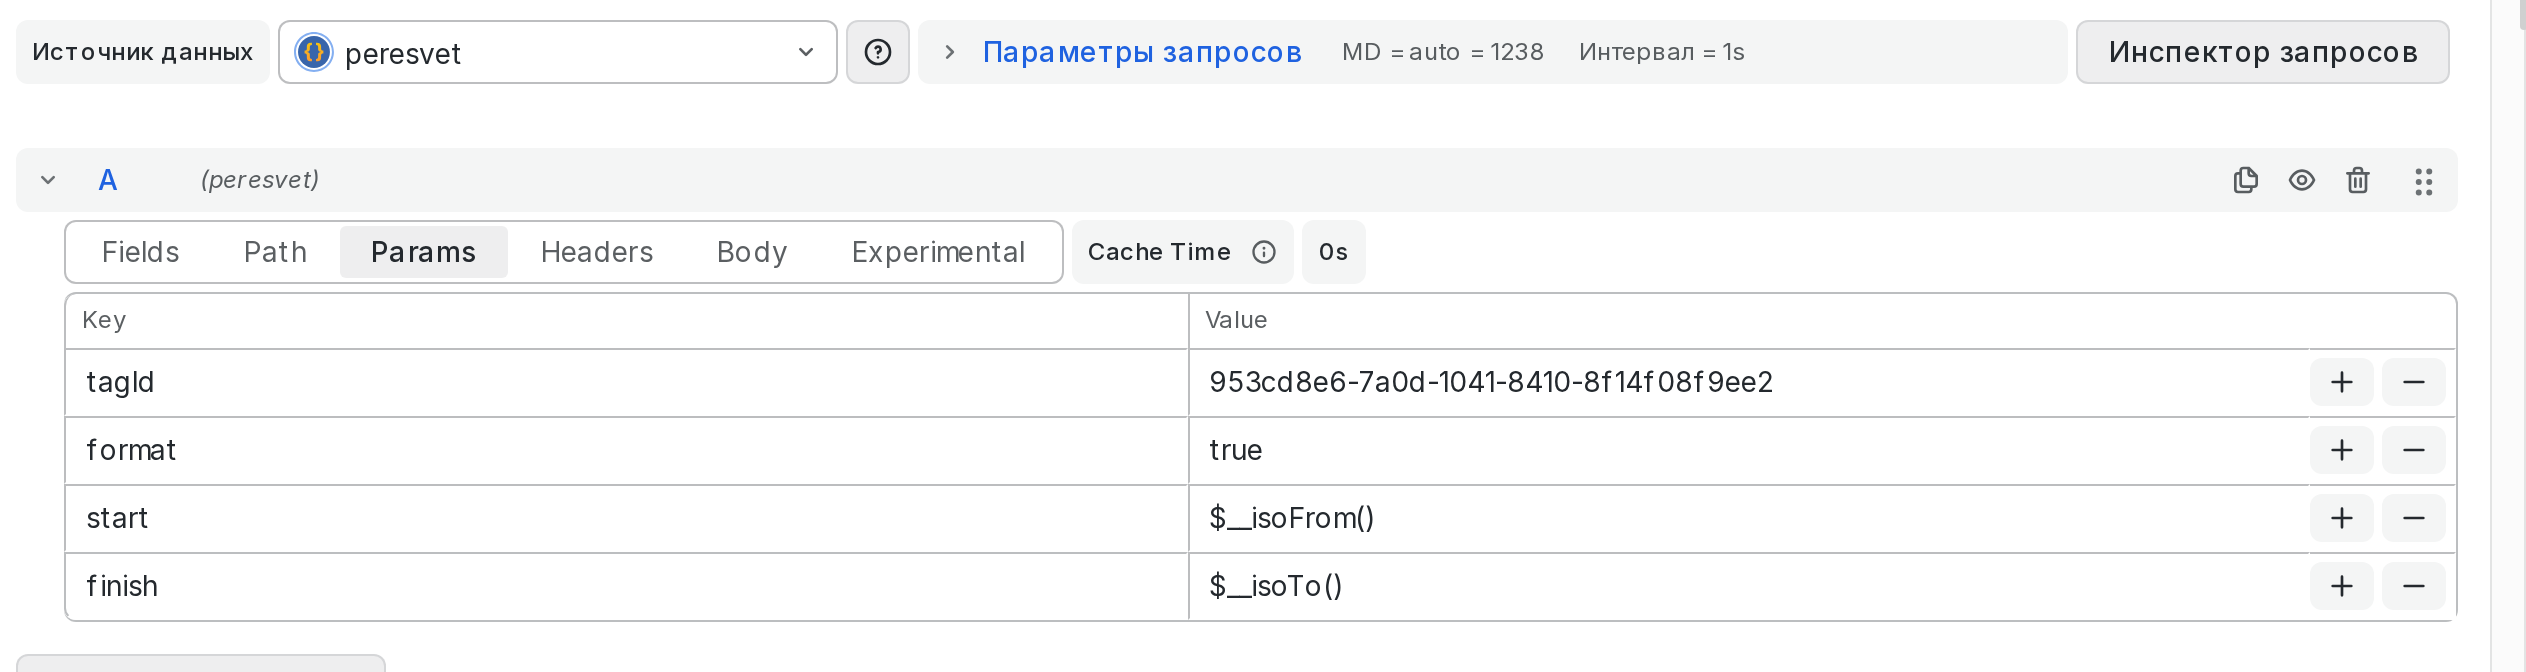 Источник данных peresvet Параметры запросов MD = auto = 1238 Интервал = 1s Инспектор запросов
A (peresvet)
Fields Path Params Headers Body Experimental Cache Time 0s
Key Value
tagId 953cd8e6-7a0d-1041-8410-8f14f08f9ee2
format true
start $__isoFrom()
finish $__isoTo()